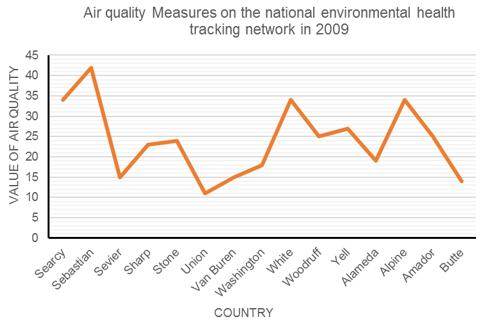 Air quality Measures on the national environmental health
tracking network in 2009
VALUE OF AIR QUALITY
45
40
35
30
25
20
15
10
5
0
Searcy
Sebastian
Sevier
Sharp
Stone
Union
Van Buren
Washington
White
Woodruff
Yell
Alameda
Alpine
Amador
Butte
COUNTRY